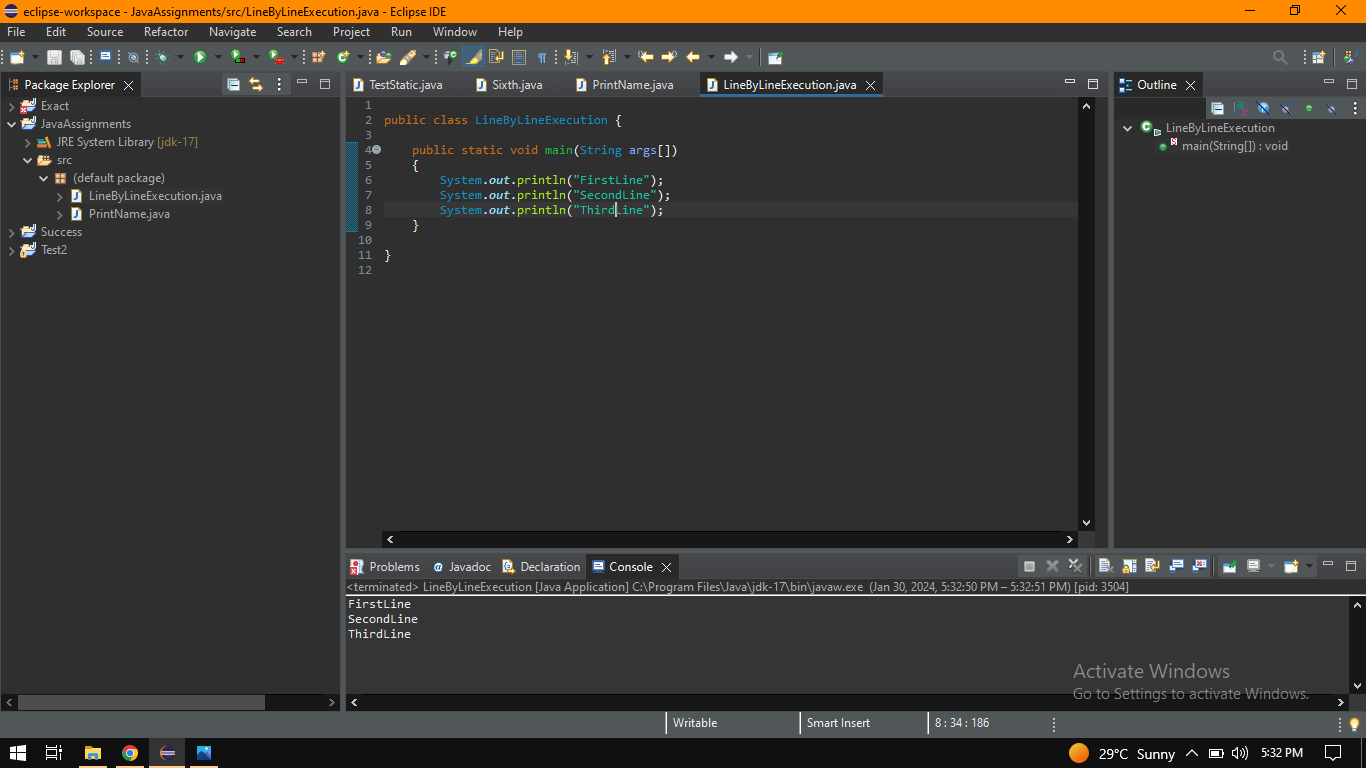 eclipse-workspace - JavaAssignments/src/LineByLineExecution.java - Eclipse IDE
File Edit Source Refactor Navigate Search Project Run Window Help
Package Explorer
Exact
JavaAssignments
JRE System Library [jdk-17]
src
(default package)
LineByLineExecution.java
PrintName.java
Success
Test2
TestStatic.java Sixth.java PrintName.java LineByLineExecution.java
1
2 public class LineByLineExecution {
3
4 public static void main(String args[])
5 {
6 System.out.println("FirstLine");
7 System.out.println("SecondLine");
8 System.out.println("ThirdLine");
9 }
10
11 }
12
Outline
LineByLineExecution
main(String[]) : void
Problems Javadoc Declaration Console
<terminated> LineByLineExecution [Java Application] C:\Program Files\Java\jdk-17\bin\javaw.exe (Jan 30, 2024, 5:32:50 PM – 5:32:51 PM) [pid: 3504]
FirstLine
SecondLine
ThirdLine
Activate Windows
Go to Settings to activate Windows.
Writable Smart Insert 8 : 34 : 186
29°C Sunny 5:32 PM